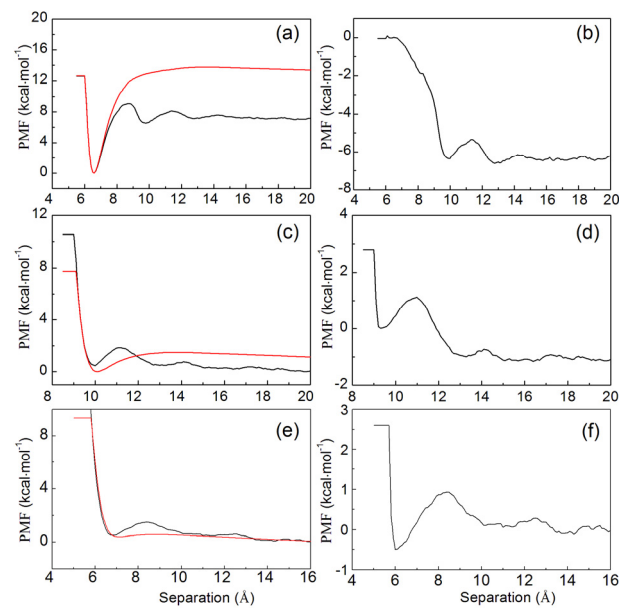 (a)
PMF (kcal·mol⁻¹)
20
16
12
8
4
0
4 6 8 10 12 14 16 18 20
(b)
PMF (kcal·mol⁻¹)
0
-2
-4
-6
-8
4 6 8 10 12 14 16 18 20
(c)
PMF (kcal·mol⁻¹)
12
8
4
0
8 10 12 14 16 18 20
(d)
PMF (kcal·mol⁻¹)
4
2
0
-2
8 10 12 14 16 18 20
(e)
PMF (kcal·mol⁻¹)
8
4
0
4 6 8 10 12 14 16
Separation (Å)
(f)
PMF (kcal·mol⁻¹)
3
2
1
0
-1
4 6 8 10 12 14 16
Separation (Å)